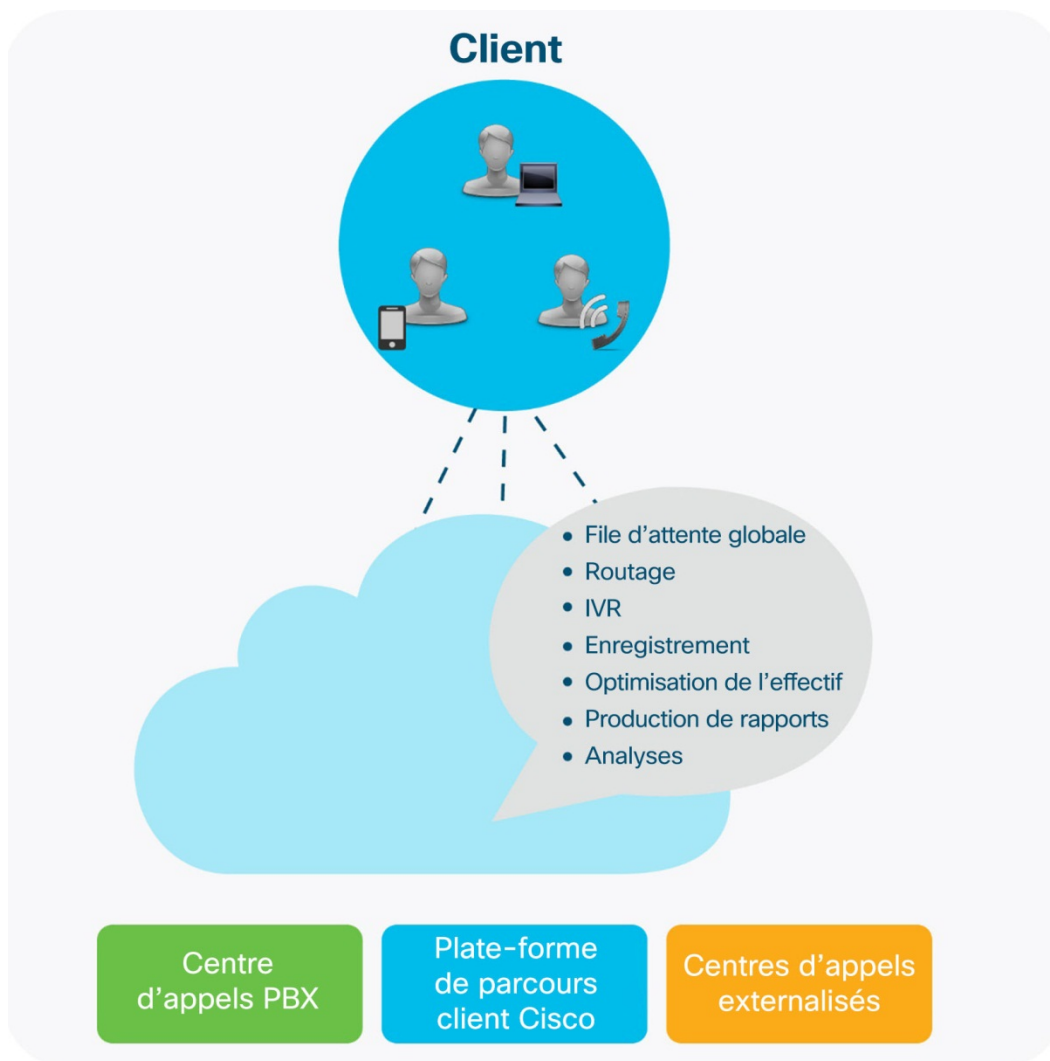 Client
• File d'attente globale
• Routage
• IVR
• Enregistrement
• Optimisation de l'effectif
• Production de rapports
• Analyses
Centre
d'appels PBX
Plate-forme
de parcours
client Cisco
Centres d'appels
externalisés